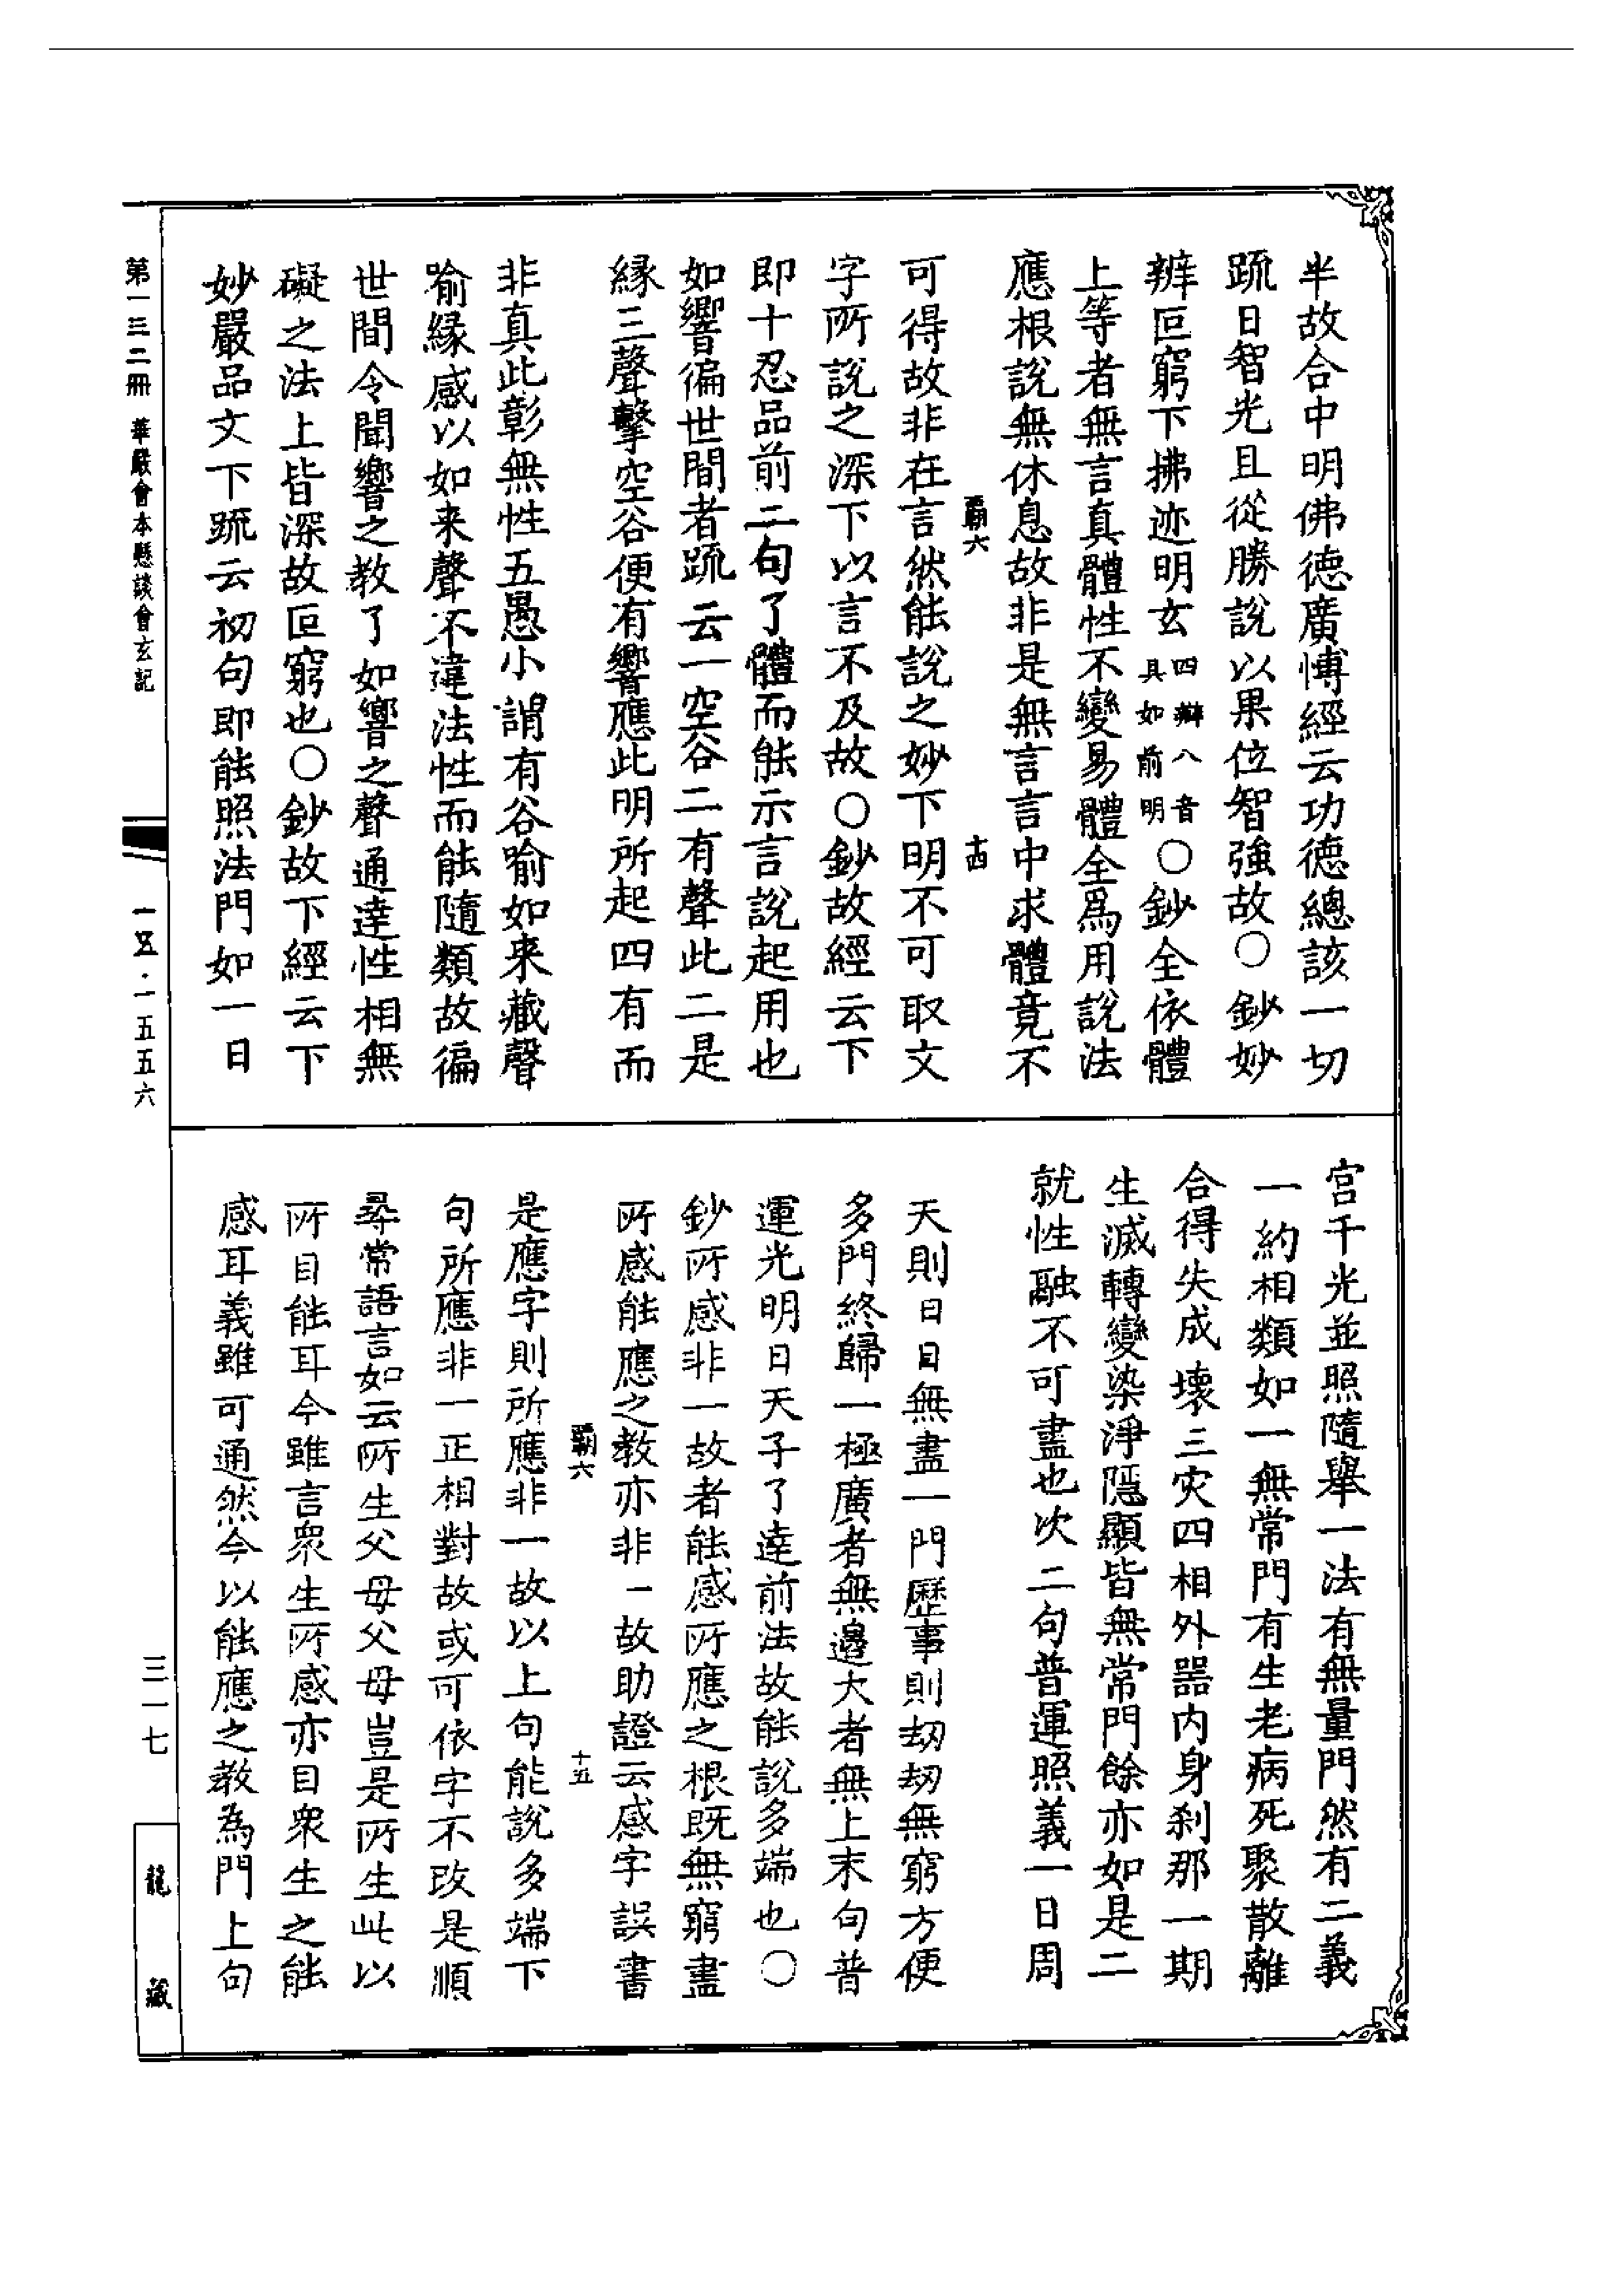 半故合中明佛德廣愽經云功德總該一切
䟽日智光且從勝說以果位智強故〇鈔妙
辨叵窮下拂迹明玄四辯八音具如前明〇鈔全依體
上等者無言真體性不變易體全爲用說法
應根說無休息故非是無言言中求體竟不
覇六 十四
可得故非在言然能說之妙下明不可取文
字所說之深下以言不及故〇鈔故經云下
即十忍品前二句了體而能示言說起用也
如響徧世間者䟽云一空谷二有聲此二是
緣三聲擊空谷便有響應此明所起四有而
非真此彰無性五愚小謂有谷喻如来藏聲
喻緣感以如来聲不違法性而能隨類故徧
世間令聞響之教了如響之聲通達性相無
礙之法上皆深故叵窮也〇鈔故下經云下
妙嚴品文下䟽云初句即能照法門如一日
宮千光並照隨舉一法有無量門然有二義
一約相類如一無常門有生老病死聚散離
合得失成壞三灾四相外器內身刹那一期
生滅轉變染淨隱顯皆無常門餘亦如是二
就性融不可盡也次二句普運照義一日周
天則日日無盡一門歷事則刼刼無窮方便
多門終歸一極廣者無邊大者無上末句普
運光明日天子了達前法故能說多端也〇
鈔所感非一故者能感所應之根既無窮盡
所感能應之教亦非一故助證云感字誤書
覇六 十五
是應字則所應非一故以上句能說多端下
句所應非一正相對故或可依字不改是順
尋常語言如云所生父母父母豈是所生此以
所目能耳今雖言衆生所感亦目衆生之能
感耳義雖可通然今以能應之教為門上句
第一三二冊 華嚴會本懸談會玄記
一五·一五五六
三一七
龍藏